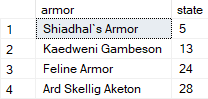 armor state
1 Shiadhal`s Armor 5
2 Kaedweni Gambeson 13
3 Feline Armor 24
4 Ard Skellig Aketon 28